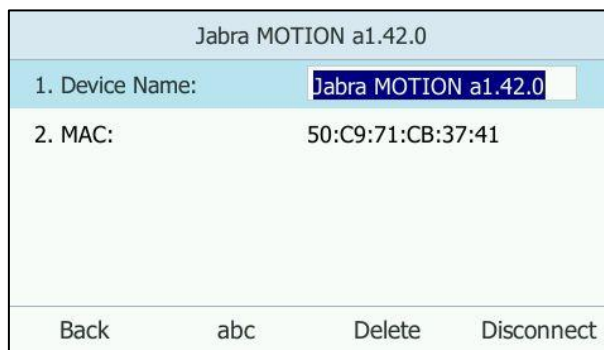 Jabra MOTION a1.42.0
1. Device Name: Jabra MOTION a1.42.0
2. MAC: 50:C9:71:CB:37:41
Back abc Delete Disconnect